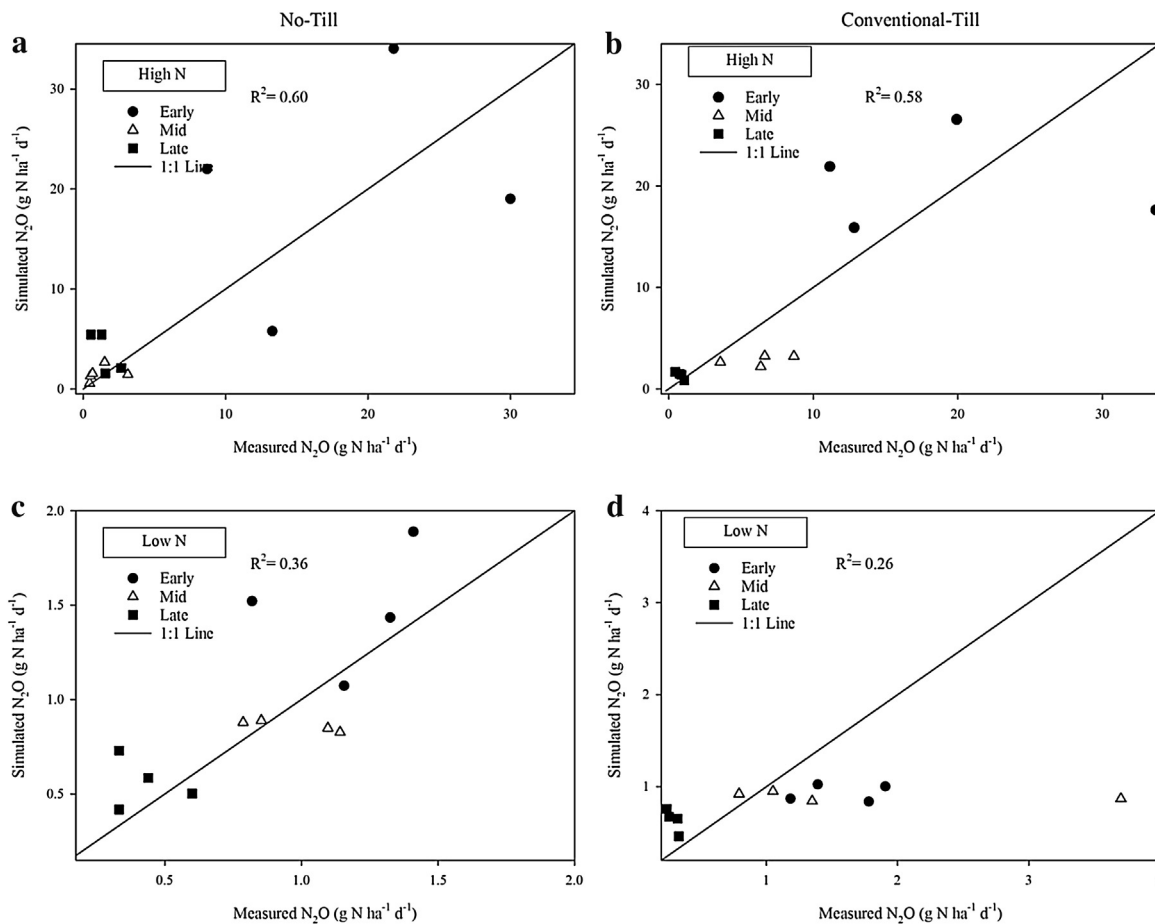 No-Till
Conventional-Till
a
High N
R²= 0.60
Early
Mid
Late
1:1 Line
Simulated N₂O (g N ha⁻¹ d⁻¹)
30
20
10
0
0 10 20 30
Measured N₂O (g N ha⁻¹ d⁻¹)
b
High N
R²= 0.58
Early
Mid
Late
1:1 Line
Simulated N₂O (g N ha⁻¹ d⁻¹)
30
20
10
0
0 10 20 30
Measured N₂O (g N ha⁻¹ d⁻¹)
c
Low N
R²= 0.36
Early
Mid
Late
1:1 Line
Simulated N₂O (g N ha⁻¹ d⁻¹)
2.0
1.5
1.0
0.5
0.5 1.0 1.5 2.0
Measured N₂O (g N ha⁻¹ d⁻¹)
d
Low N
R²= 0.26
Early
Mid
Late
1:1 Line
Simulated N₂O (g N ha⁻¹ d⁻¹)
4
3
2
1
1 2 3
Measured N₂O (g N ha⁻¹ d⁻¹)